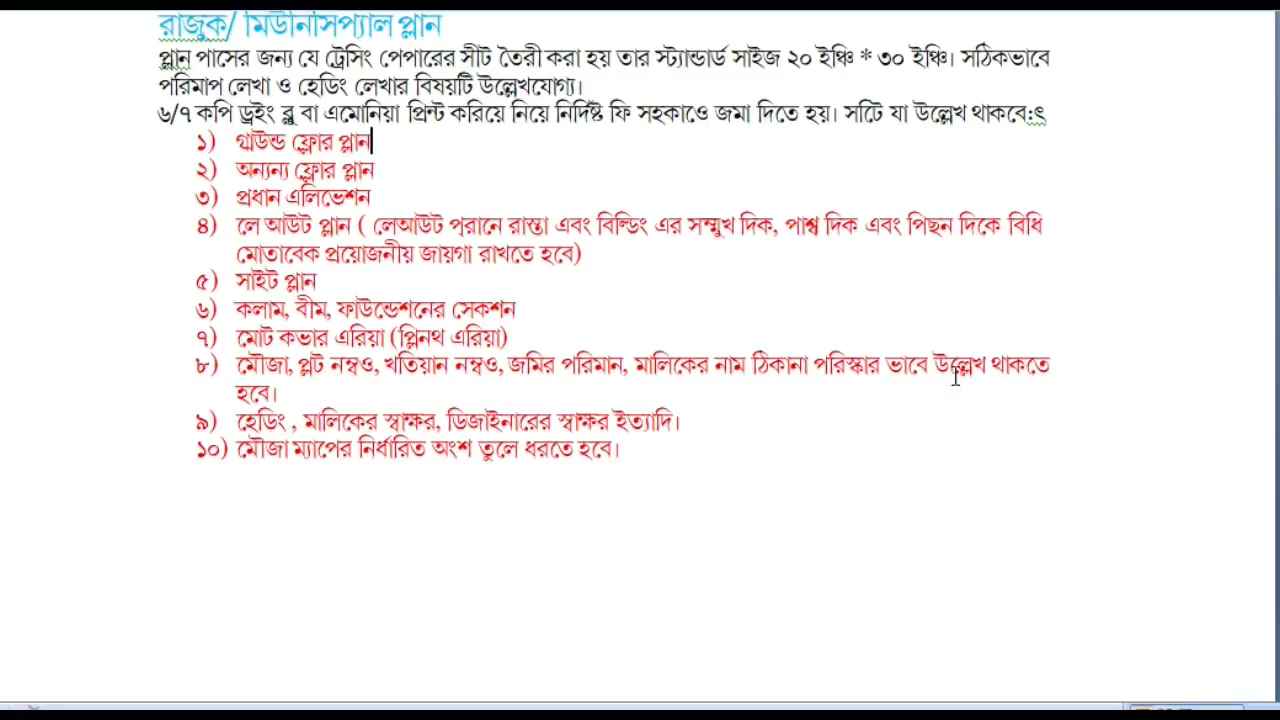 রাজুক/ মিউনিসিপ্যাল প্লান
প্লান পাসের জন্য যে ট্রেসিং পেপারের সীট তৈরী করা হয় তার স্ট্যান্ডার্ড সাইজ ২০ ইঞ্চি * ৩০ ইঞ্চি। সঠিকভাবে
পরিমাপ লেখা ও হেডিং লেখার বিষয়টি উল্লেখযোগ্য।
৬/৭ কপি ড্রইং ব্লু বা এমোনিয়া প্রিন্ট করিয়ে নিয়ে নির্দিষ্ট ফি সহকাওে জমা দিতে হয়। সটিে যা উল্লেখ থাকবে:ৎ
১) গ্রাউন্ড ফ্লোর প্লান
২) অন্যন্য ফ্লোর প্লান
৩) প্রধান এলিভেশন
৪) লে আউট প্লান ( লেআউট প্রানে রাস্তা এবং বিল্ডিং এর সম্মুখ দিক, পাশ্ব দিক এবং পিছন দিকে বিধি
মোতাবেক প্রয়োজনীয় জায়গা রাখতে হবে)
৫) সাইট প্লান
৬) কলাম, বীম, ফাউন্ডেশনের সেকশন
৭) মোট কভার এরিয়া (প্লিনথ এরিয়া)
৮) মৌজা, প্লট নম্বও, খতিয়ান নম্বও, জমির পরিমান, মালিকের নাম ঠিকানা পরিস্কার ভাবে উল্লেখ থাকতে
হবে।
৯) হেডিং , মালিকের স্বাক্ষর, ডিজাইনারের স্বাক্ষর ইত্যাদি।
১০) মৌজা ম্যাপের নির্ধারিত অংশ তুলে ধরতে হবে।